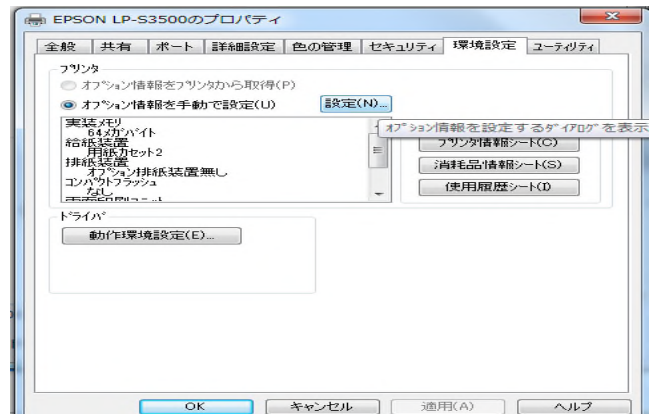 EPSON LP-S3500のプロパティ
全般 共有 ポート 詳細設定 色の管理 セキュリティ 環境設定 ユーティリティ
プリンタ
オプション情報をプリンタから取得(P)
オプション情報を手動で設定(U) 設定(N)...
オプション情報を設定するダイアログを表示
実装メモリ
64メガバイト
給紙装置
用紙カセット2
排紙装置
オプション排紙装置無し
コンパクトフラッシュ
なし
両面印刷ユニット
プリンタ情報シート(C)
消耗品情報シート(S)
使用履歴シート(I)
ドライバ
動作環境設定(E)...
OK キャンセル 適用(A) ヘルプ